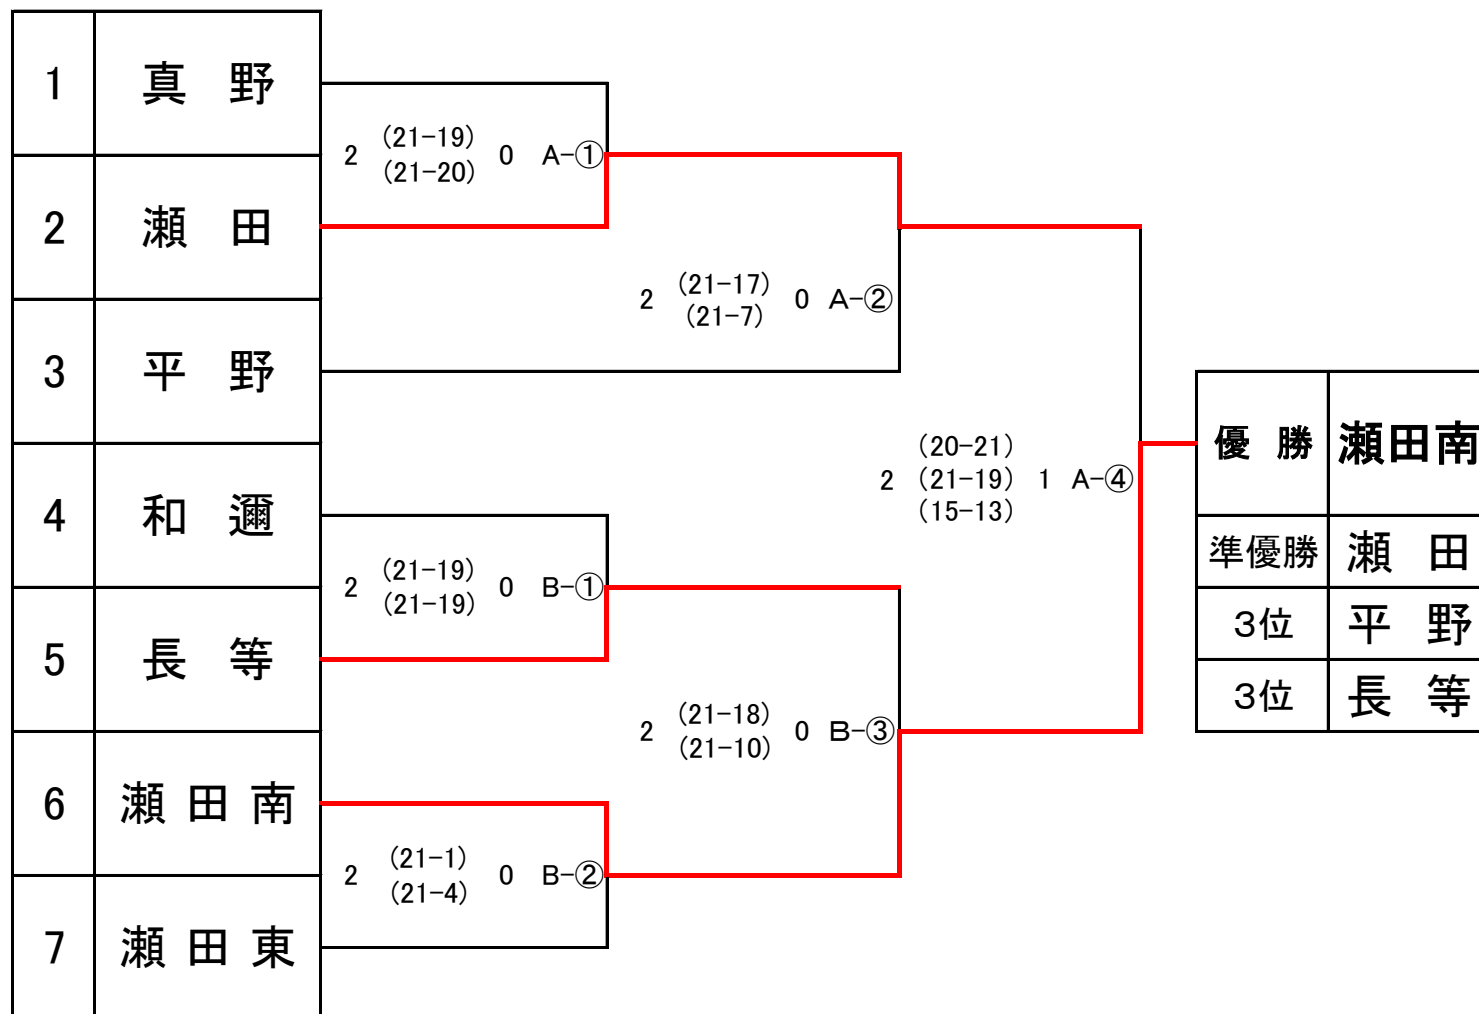 1 真 野
2 (21-19) 0 A-①
(21-20)
2 瀬 田
2 (21-17) 0 A-②
(21-7)
3 平 野
(20-21)
2 (21-19) 1 A-④
(15-13)
優 勝 瀬田南
準優勝 瀬 田
3位 平 野
3位 長 等
4 和 邇
2 (21-19) 0 B-①
(21-19)
5 長 等
2 (21-18) 0 B-③
(21-10)
6 瀬 田 南
2 (21-1) 0 B-②
(21-4)
7 瀬 田 東